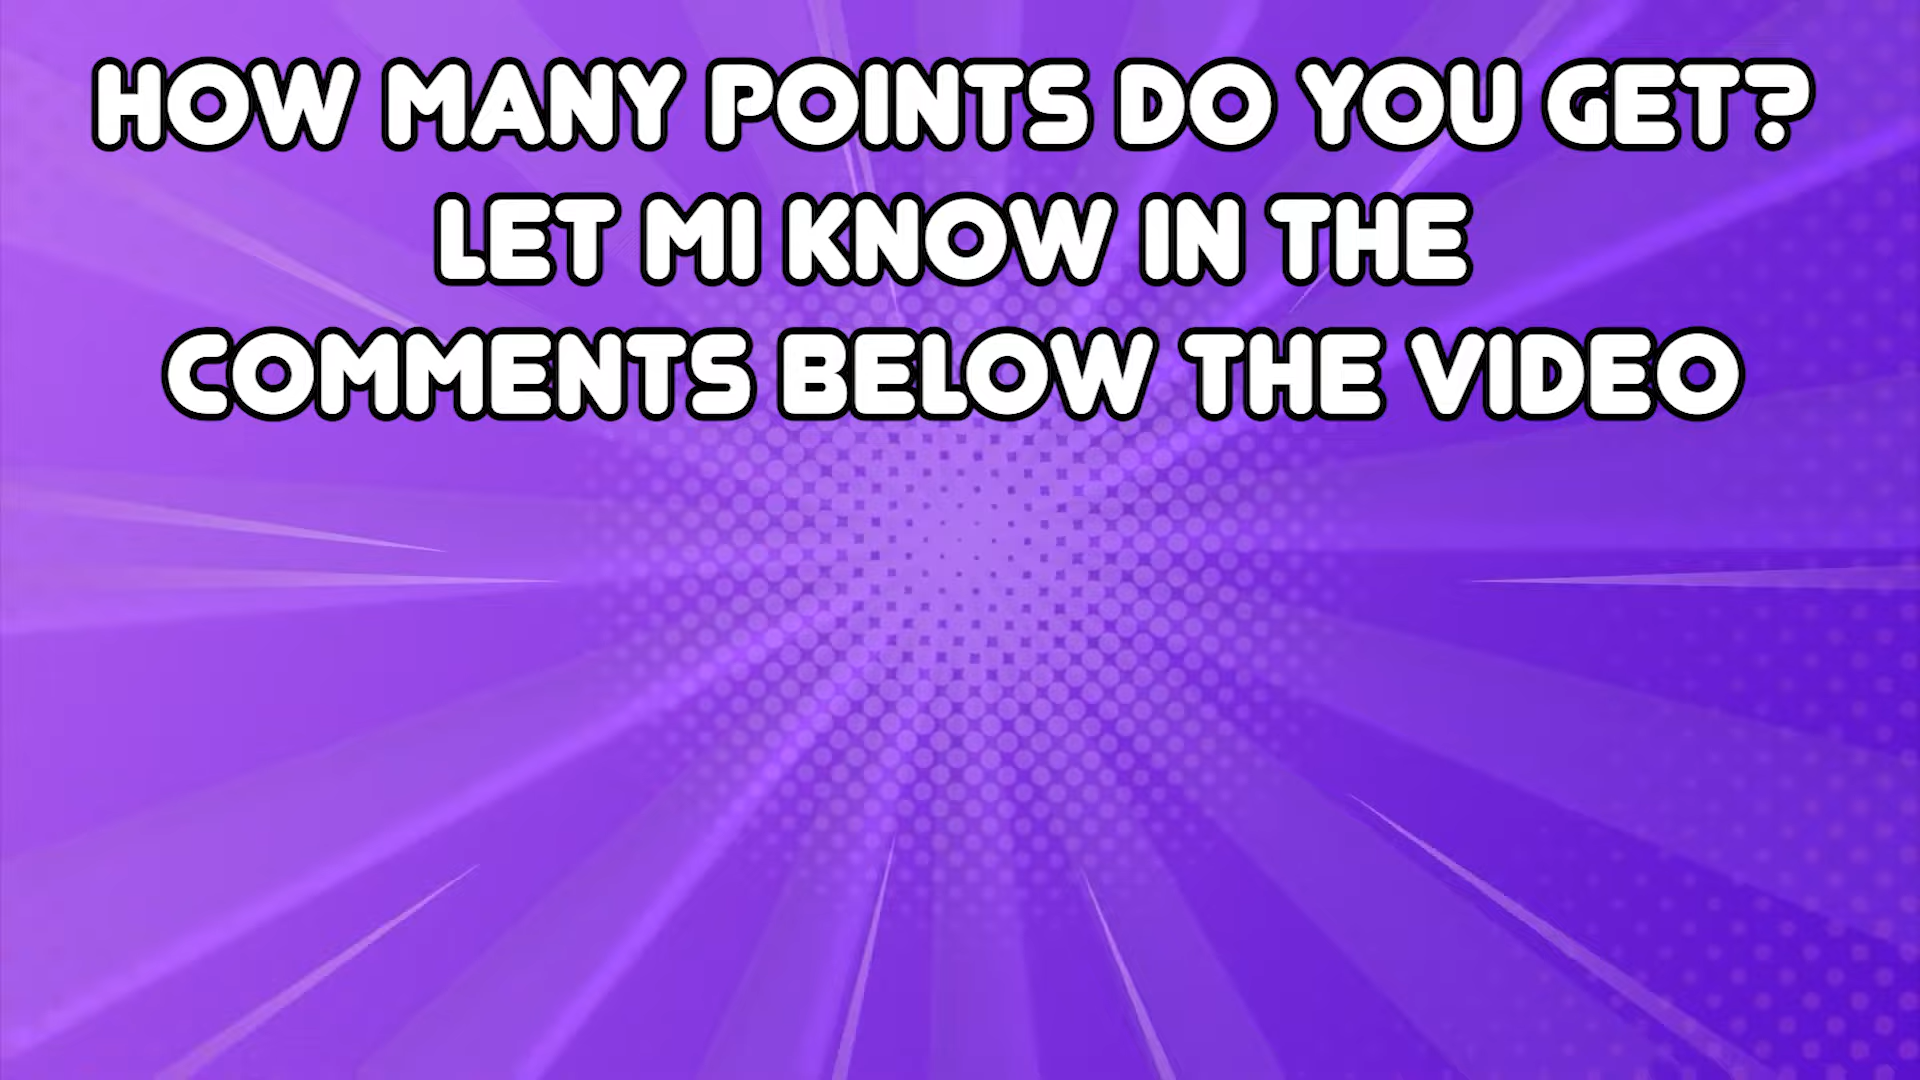 HOW MANY POINTS DO YOU GET?
LET MI KNOW IN THE
COMMENTS BELOW THE VIDEO